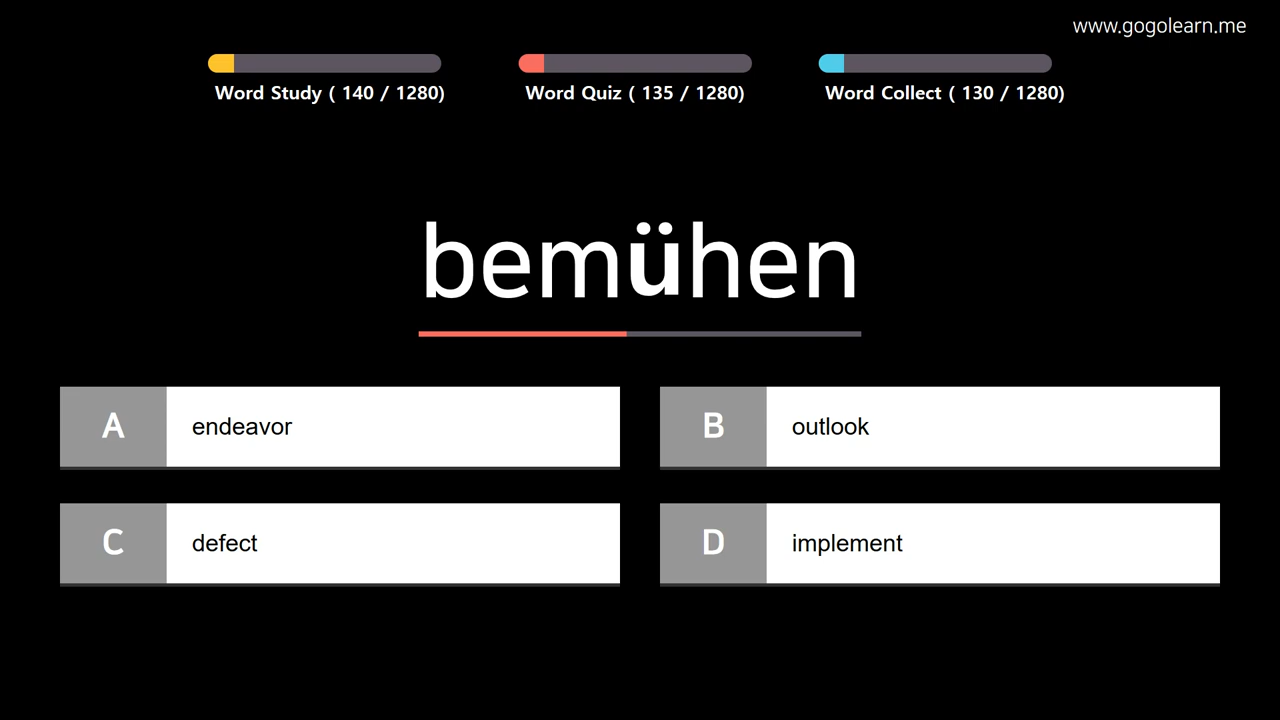 www.gogolearn.me
Word Study ( 140 / 1280)
Word Quiz ( 135 / 1280)
Word Collect ( 130 / 1280)
bemühen
A endeavor
B outlook
C defect
D implement